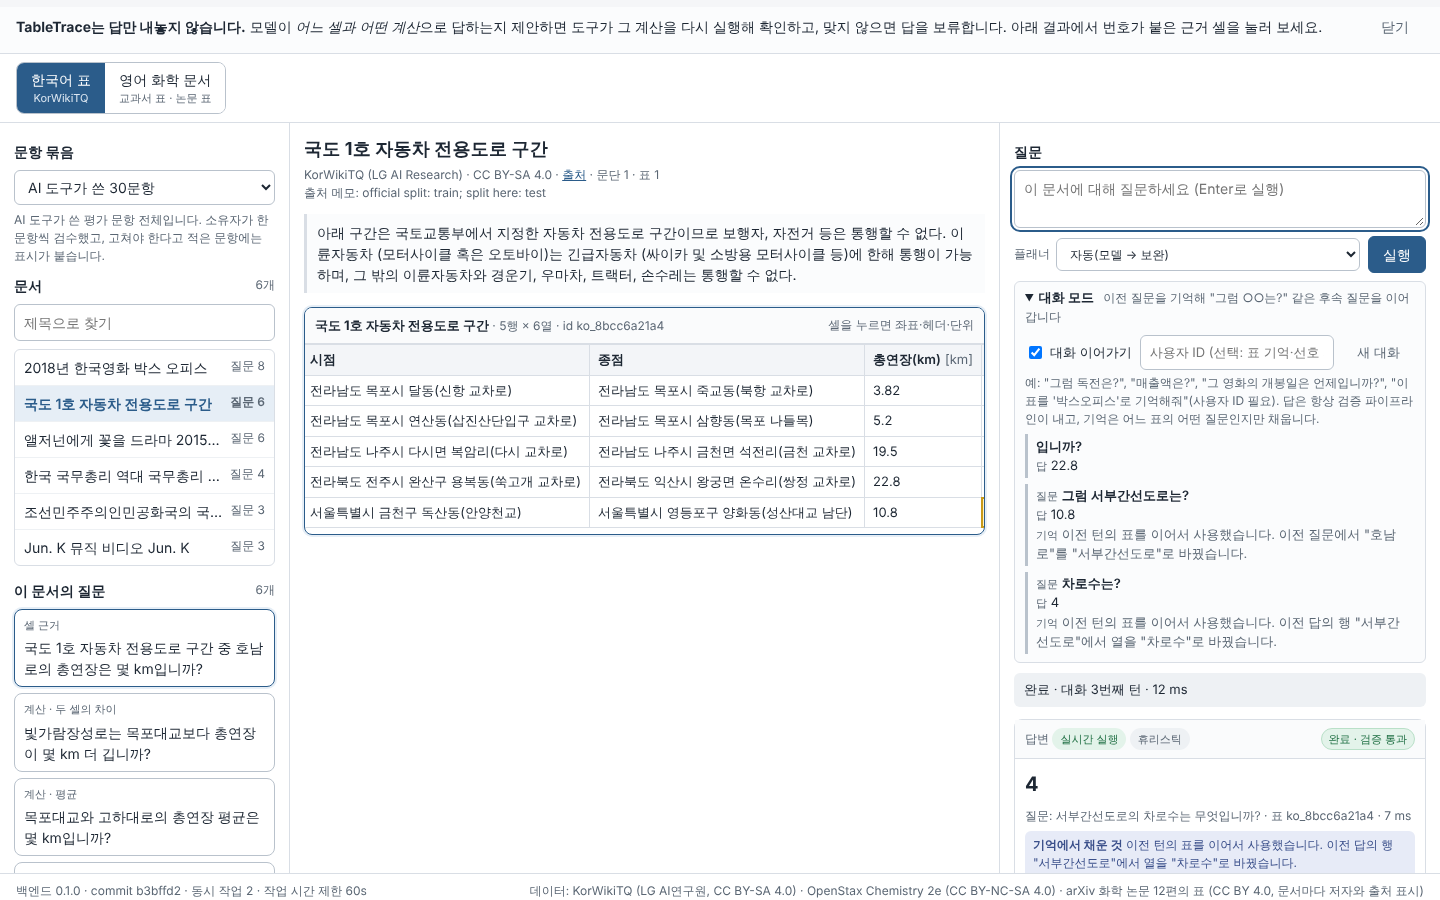 TableTrace는 답만 내놓지 않습니다. 모델이 어느 셀과 어떤 계산으로 답하는지 제안하면 도구가 그 계산을 다시 실행해 확인하고, 맞지 않으면 답을 보류합니다. 아래 결과에서 번호가 붙은 근거 셀을 눌러 보세요.
닫기
한국어 표
KorWikiTQ
영어 화학 문서
교과서 표 · 논문 표
문항 묶음
AI 도구가 쓴 30문항
AI 도구가 쓴 평가 문항 전체입니다. 소유자가 한
문항씩 검수했고, 고쳐야 한다고 적은 문항에는
표시가 붙습니다.
문서 6개
제목으로 찾기
2018년 한국영화 박스 오피스 질문 8
국도 1호 자동차 전용도로 구간 질문 6
앨저넌에게 꽃을 드라마 2015... 질문 6
한국 국무총리 역대 국무총리 ... 질문 4
조선민주주의인민공화국의 국... 질문 3
Jun. K 뮤직 비디오 Jun. K 질문 3
이 문서의 질문 6개
셀 근거
국도 1호 자동차 전용도로 구간 중 호남
로의 총연장은 몇 km입니까?
계산 · 두 셀의 차이
빛가람장성로는 목포대교보다 총연장
이 몇 km 더 깁니까?
계산 · 평균
목포대교와 고하대로의 총연장 평균은
몇 km입니까?
국도 1호 자동차 전용도로 구간
KorWikiTQ (LG AI Research) · CC BY-SA 4.0 · 출처 · 문단 1 · 표 1
출처 메모: official split: train; split here: test
아래 구간은 국토교통부에서 지정한 자동차 전용도로 구간이므로 보행자, 자전거 등은 통행할 수 없다. 이
륜자동차 (모터사이클 혹은 오토바이)는 긴급자동차 (싸이카 및 소방용 모터사이클 등)에 한해 통행이 가능
하며, 그 밖의 이륜자동차와 경운기, 우마차, 트랙터, 손수레는 통행할 수 없다.
국도 1호 자동차 전용도로 구간 · 5행 × 6열 · id ko_8bcc6a21a4 셀을 누르면 좌표·헤더·단위
시점 종점 총연장(km) [km]
전라남도 목포시 달동(신항 교차로) 전라남도 목포시 죽교동(북항 교차로) 3.82
전라남도 목포시 연산동(삽진산단입구 교차로) 전라남도 목포시 삼향동(목포 나들목) 5.2
전라남도 나주시 다시면 복암리(다시 교차로) 전라남도 나주시 금천면 석전리(금천 교차로) 19.5
전라북도 전주시 완산구 용복동(쑥고개 교차로) 전라북도 익산시 왕궁면 온수리(쌍정 교차로) 22.8
서울특별시 금천구 독산동(안양천교) 서울특별시 영등포구 양화동(성산대교 남단) 10.8
질문
이 문서에 대해 질문하세요 (Enter로 실행)
플래너 자동(모델 → 보완) 실행
▼ 대화 모드 이전 질문을 기억해 "그럼 ○○는?" 같은 후속 질문을 이어
갑니다
대화 이어가기 사용자 ID (선택: 표 기억·선호 새 대화
예: "그럼 독전은?", "매출액은?", "그 영화의 개봉일은 언제입니까?", "이
표를 '박스오피스'로 기억해줘"(사용자 ID 필요). 답은 항상 검증 파이프라
인이 내고, 기억은 어느 표의 어떤 질문인지만 채웁니다.
입니까?
답 22.8
질문 그럼 서부간선도로는?
답 10.8
기억 이전 턴의 표를 이어서 사용했습니다. 이전 질문에서 "호남
로"를 "서부간선도로"로 바꿨습니다.
질문 차로수는?
답 4
기억 이전 턴의 표를 이어서 사용했습니다. 이전 답의 행 "서부간
선도로"에서 열을 "차로수"로 바꿨습니다.
완료 · 대화 3번째 턴 · 12 ms
답변 실시간 실행 휴리스틱 완료 · 검증 통과
4
질문: 서부간선도로의 차로수는 무엇입니까? · 표 ko_8bcc6a21a4 · 7 ms
기억에서 채운 것 이전 턴의 표를 이어서 사용했습니다. 이전 답의 행
"서부간선도로"에서 열을 "차로수"로 바꿨습니다.
백엔드 0.1.0 · commit b3bffd2 · 동시 작업 2 · 작업 시간 제한 60s
데이터: KorWikiTQ (LG AI연구원, CC BY-SA 4.0) · OpenStax Chemistry 2e (CC BY-NC-SA 4.0) · arXiv 화학 논문 12편의 표 (CC BY 4.0, 문서마다 저자와 출처 표시)